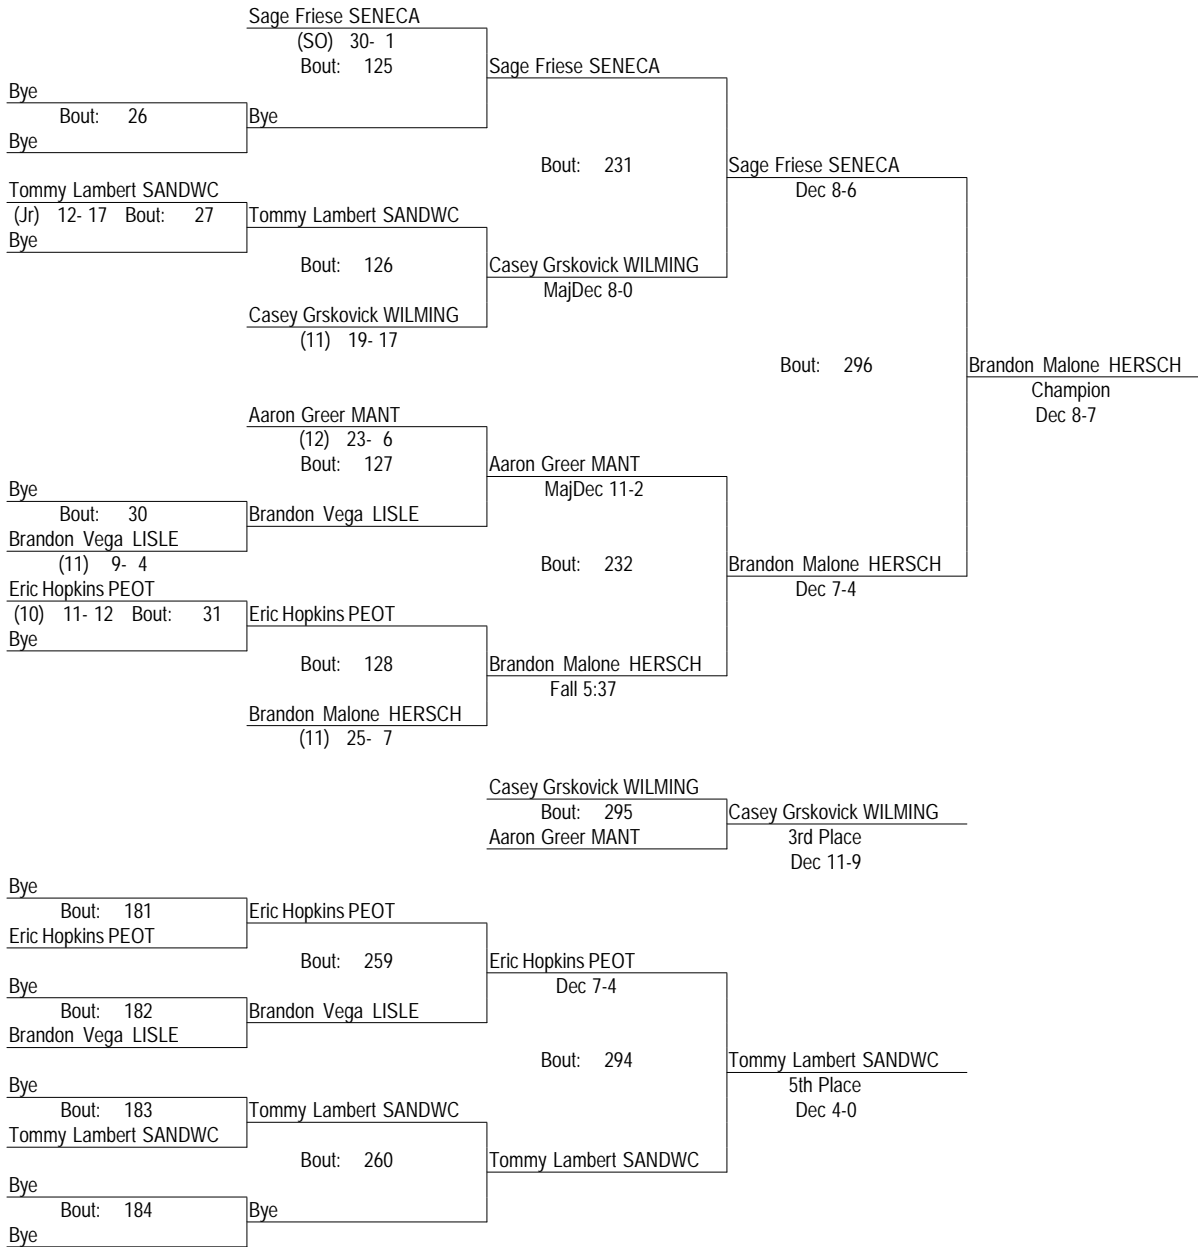 Sage Friese SENECA
(SO) 30- 1
Bout: 125
Sage Friese SENECA
Bye
Bout: 26
Bye
Bye
Bout: 231
Sage Friese SENECA
Dec 8-6
Tommy Lambert SANDWC
(Jr) 12- 17 Bout: 27
Tommy Lambert SANDWC
Bye
Bout: 126
Casey Grskovick WILMING
MajDec 8-0
Casey Grskovick WILMING
(11) 19- 17
Bout: 296
Brandon Malone HERSCH
Champion
Dec 8-7
Aaron Greer MANT
(12) 23- 6
Bout: 127
Aaron Greer MANT
MajDec 11-2
Bye
Bout: 30
Brandon Vega LISLE
Brandon Vega LISLE
(11) 9- 4
Bout: 232
Brandon Malone HERSCH
Dec 7-4
Eric Hopkins PEOT
(10) 11- 12 Bout: 31
Eric Hopkins PEOT
Bye
Bout: 128
Brandon Malone HERSCH
Fall 5:37
Brandon Malone HERSCH
(11) 25- 7
Casey Grskovick WILMING
Bout: 295
Casey Grskovick WILMING
Aaron Greer MANT
3rd Place
Dec 11-9
Bye
Bout: 181
Eric Hopkins PEOT
Eric Hopkins PEOT
Bout: 259
Eric Hopkins PEOT
Dec 7-4
Bye
Bout: 182
Brandon Vega LISLE
Brandon Vega LISLE
Bout: 294
Tommy Lambert SANDWC
5th Place
Dec 4-0
Bye
Bout: 183
Tommy Lambert SANDWC
Tommy Lambert SANDWC
Bout: 260
Tommy Lambert SANDWC
Bye
Bout: 184
Bye
Bye